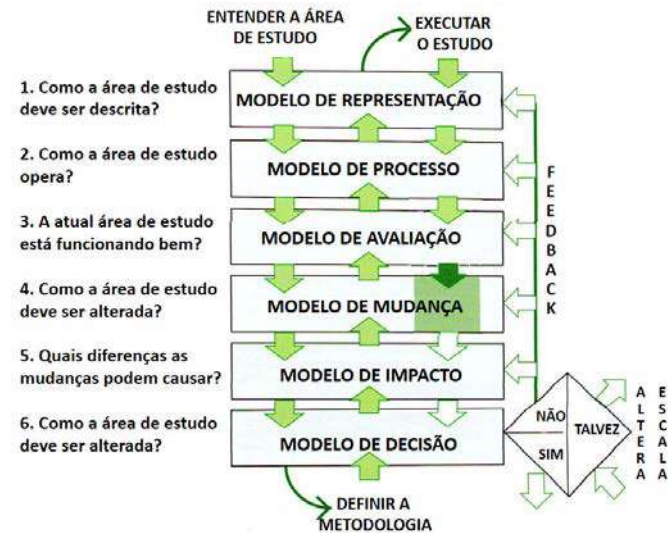 ENTENDER A ÁREA
DE ESTUDO
EXECUTAR
O ESTUDO
1. Como a área de estudo
deve ser descrita?
MODELO DE REPRESENTAÇÃO
2. Como a área de estudo
opera?
MODELO DE PROCESSO
3. A atual área de estudo
está funcionando bem?
MODELO DE AVALIAÇÃO
4. Como a área de estudo
deve ser alterada?
MODELO DE MUDANÇA
5. Quais diferenças as
mudanças podem causar?
MODELO DE IMPACTO
6. Como a área de estudo
deve ser alterada?
MODELO DE DECISÃO
DEFINIR A
METODOLOGIA
FEEDBACK
NÃO
SIM
TALVEZ
ALTERA
ESCALA